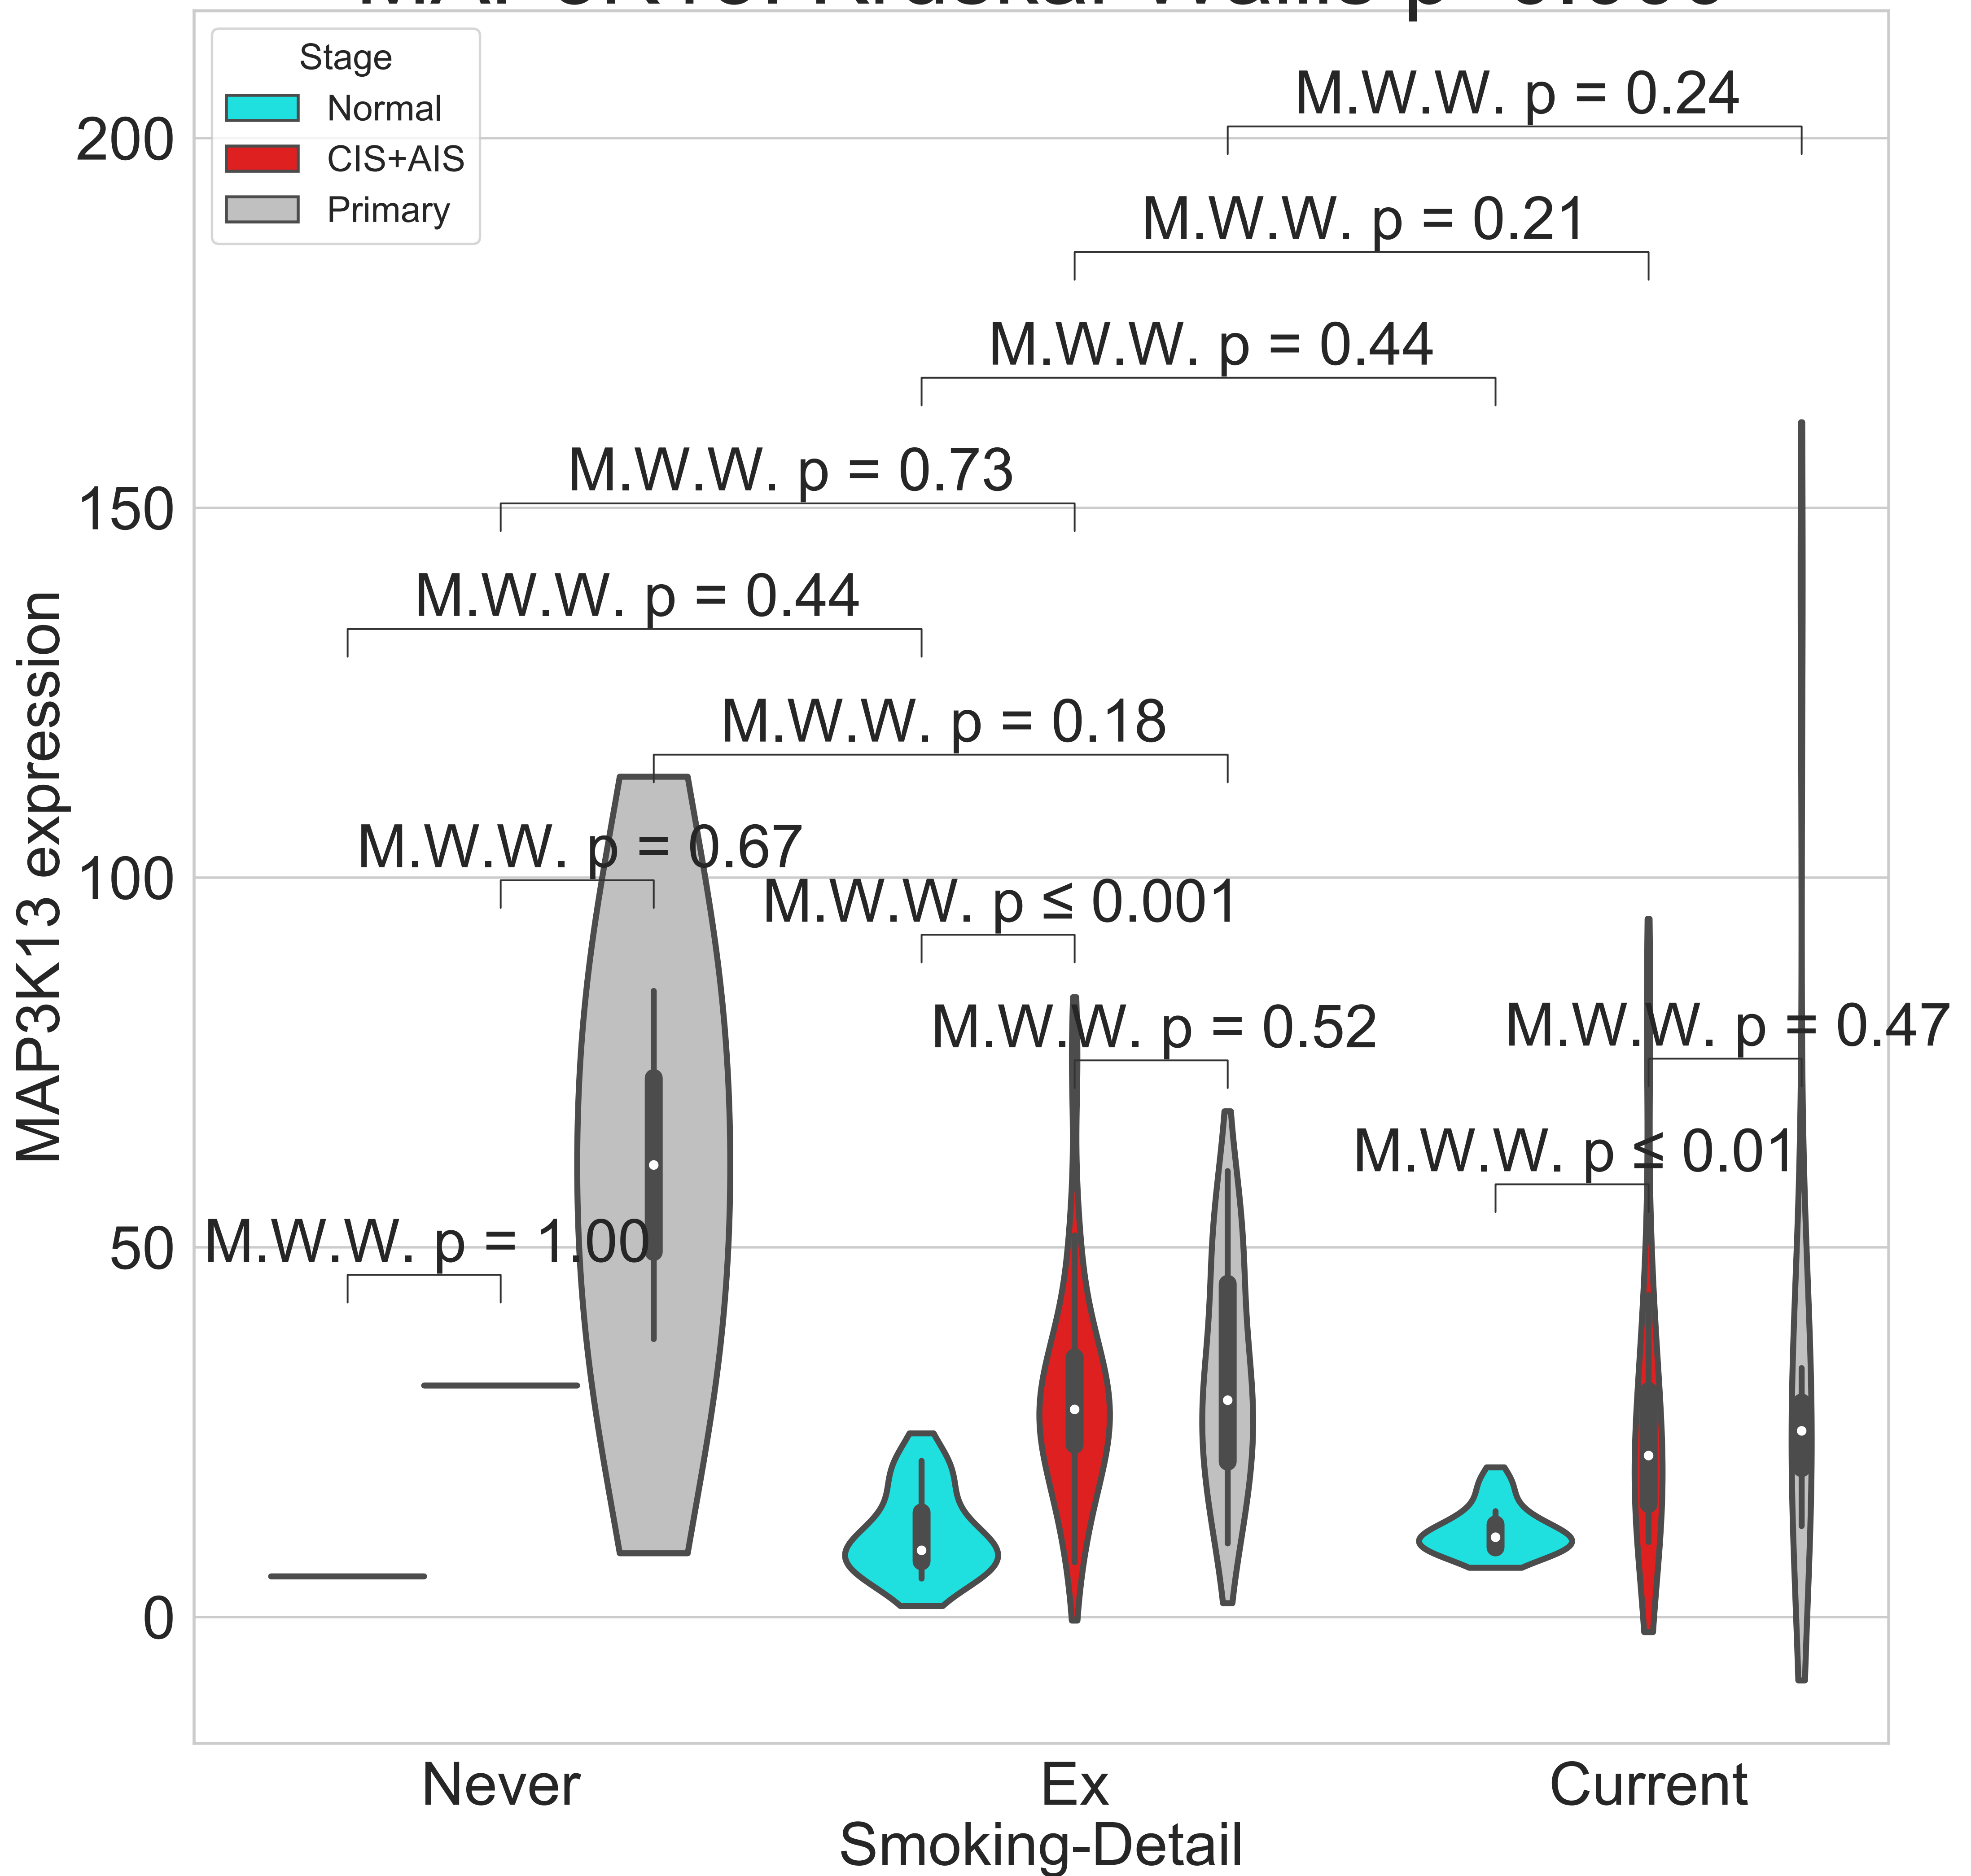 Stage
Normal
CIS+AIS
Primary
M.W.W. p = 0.24
M.W.W. p = 0.21
M.W.W. p = 0.44
M.W.W. p = 0.73
M.W.W. p = 0.44
M.W.W. p = 0.18
M.W.W. p = 0.67
M.W.W. p ≤ 0.001
M.W.W. p = 0.52
M.W.W. p = 0.47
M.W.W. p ≤ 0.01
M.W.W. p = 1.00
200
150
100
50
0
MAP3K13 expression
Never
Ex
Current
Smoking-Detail